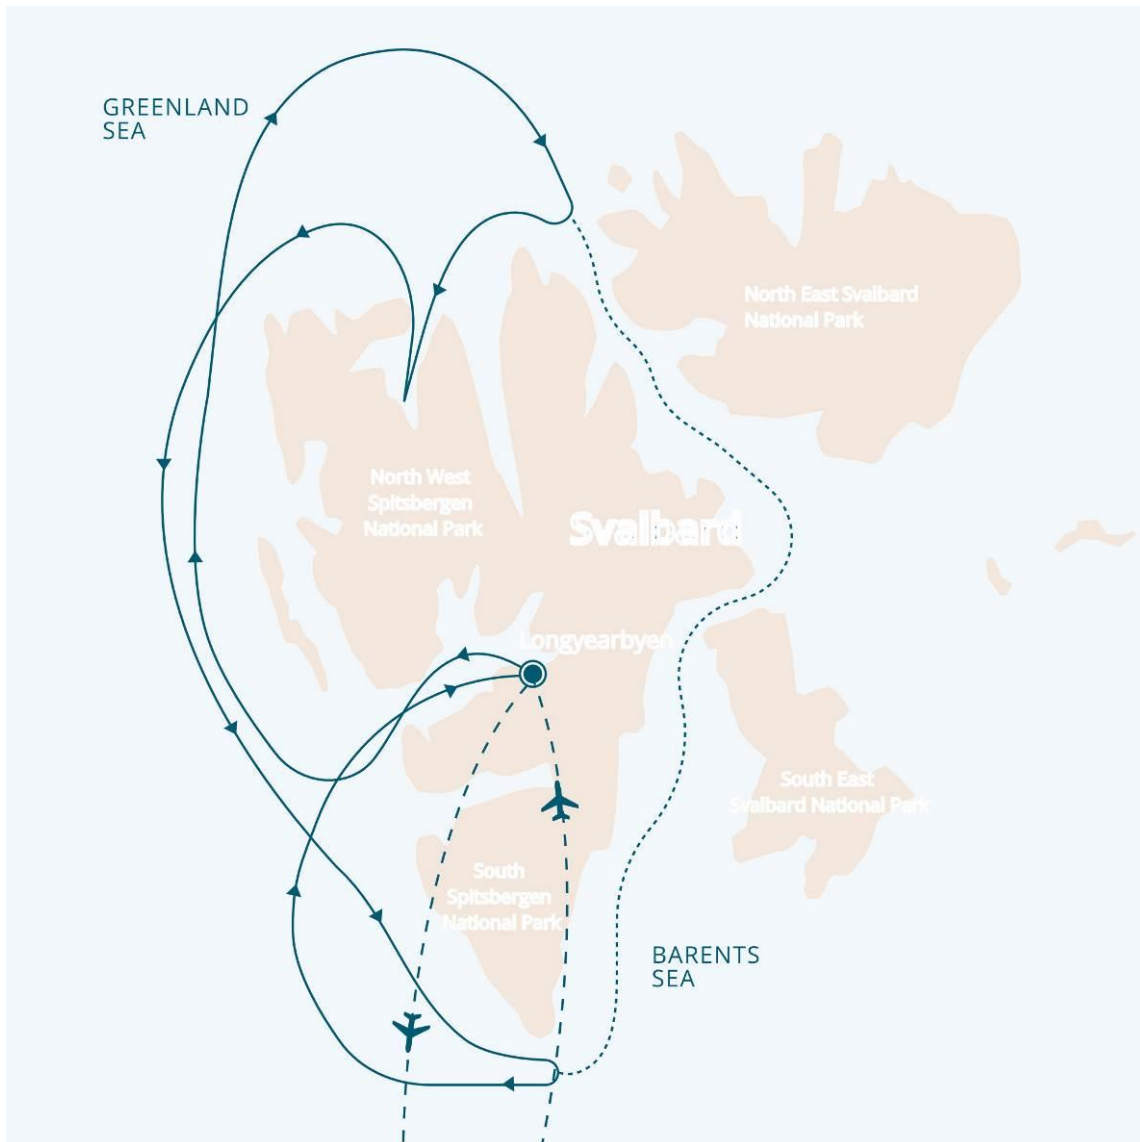 GREENLAND
SEA
North East Svalbard
National Park
North West
Spitsbergen
National Park
Svalbard
Longyearbyen
South East
Svalbard National Park
South
Spitsbergen
National Park
BARENTS
SEA